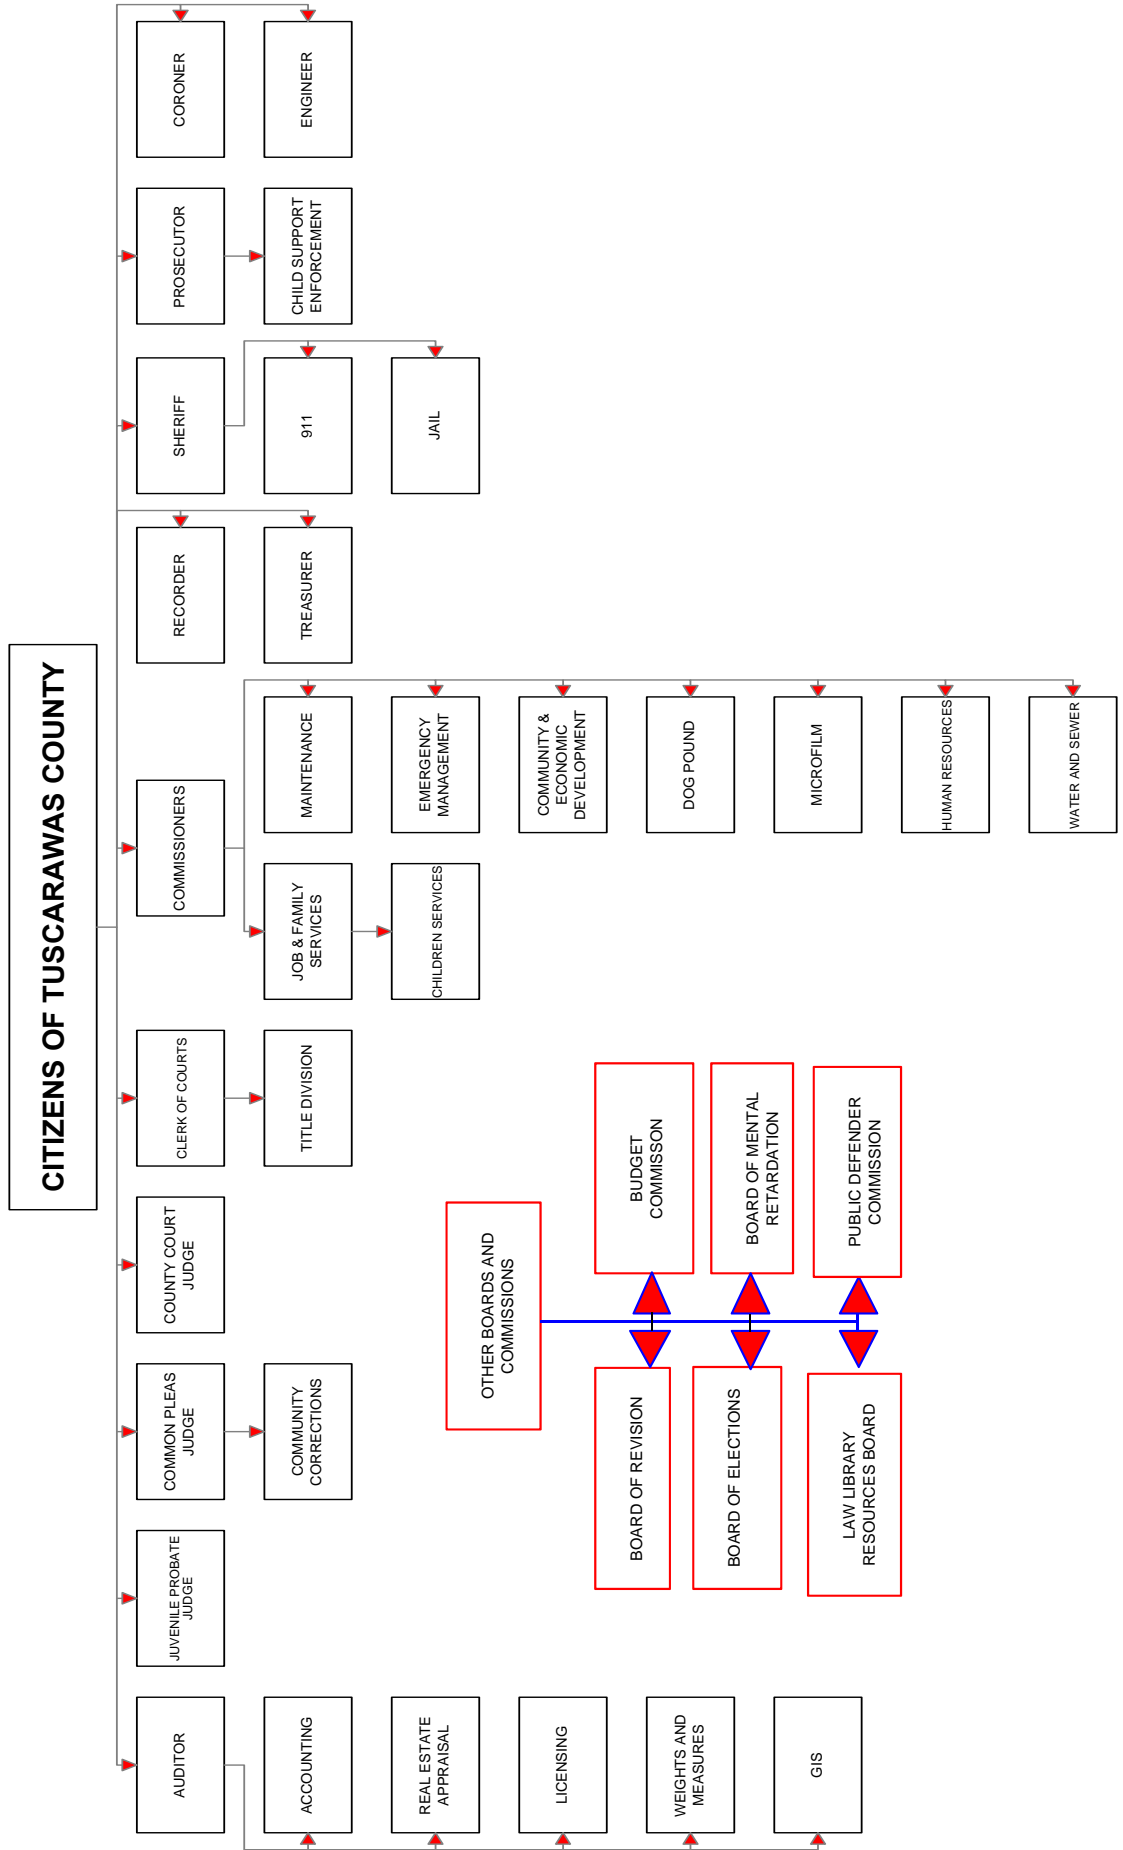 CITIZENS OF TUSCARAWAS COUNTY
AUDITOR
JUVENILE PROBATE
JUDGE
COMMON PLEAS
JUDGE
COUNTY COURT
JUDGE
CLERK OF COURTS
COMMISSIONERS
RECORDER
SHERIFF
PROSECUTOR
CORONER
ACCOUNTING
COMMUNITY
CORRECTIONS
TITLE DIVISION
JOB & FAMILY
SERVICES
MAINTENANCE
TREASURER
911
CHILD SUPPORT
ENFORCEMENT
ENGINEER
REAL ESTATE
APPRAISAL
CHILDREN SERVICES
EMERGENCY
MANAGEMENT
JAIL
LICENSING
COMMUNITY &
ECONOMIC
DEVELOPMENT
WEIGHTS AND
MEASURES
DOG POUND
GIS
MICROFILM
HUMAN RESOURCES
WATER AND SEWER
OTHER BOARDS AND
COMMISSIONS
BOARD OF REVISION
BUDGET
COMMISSON
BOARD OF ELECTIONS
BOARD OF MENTAL
RETARDATION
LAW LIBRARY
RESOURCES BOARD
PUBLIC DEFENDER
COMMISSION